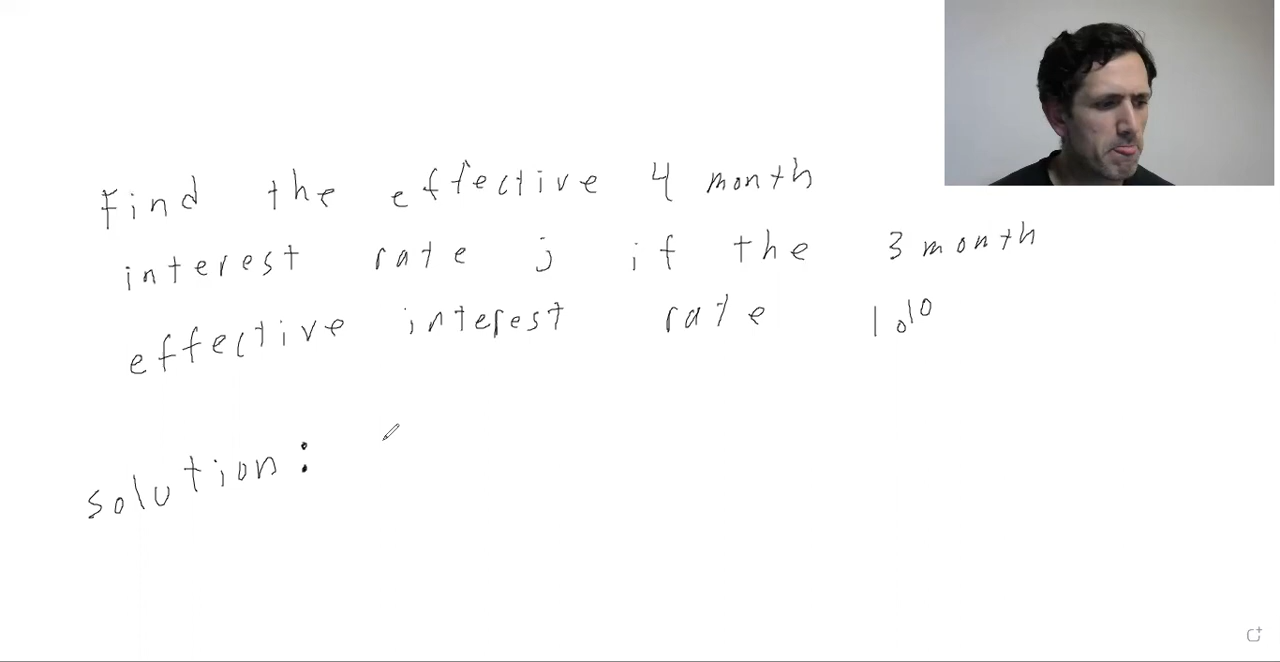 Find the effective 4 month
interest rate j if the 3 month
effective interest rate 1%
solution: